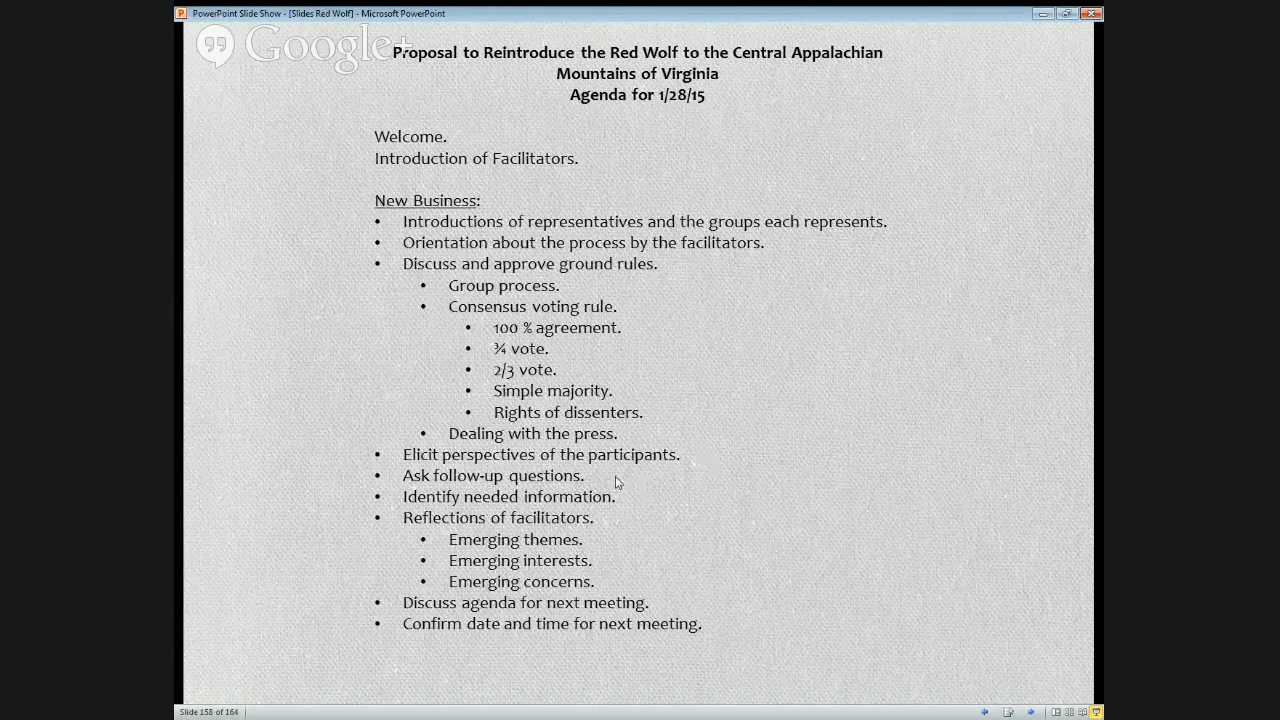 PowerPoint Slide Show - [Slides Red Wolf] - Microsoft PowerPoint
Google+
Proposal to Reintroduce the Red Wolf to the Central Appalachian
Mountains of Virginia
Agenda for 1/28/15
Welcome.
Introduction of Facilitators.
New Business:
• Introductions of representatives and the groups each represents.
• Orientation about the process by the facilitators.
• Discuss and approve ground rules.
• Group process.
• Consensus voting rule.
• 100 % agreement.
• ¾ vote.
• 2/3 vote.
• Simple majority.
• Rights of dissenters.
• Dealing with the press.
• Elicit perspectives of the participants.
• Ask follow-up questions.
• Identify needed information.
• Reflections of facilitators.
• Emerging themes.
• Emerging interests.
• Emerging concerns.
• Discuss agenda for next meeting.
• Confirm date and time for next meeting.
Slide 158 of 164